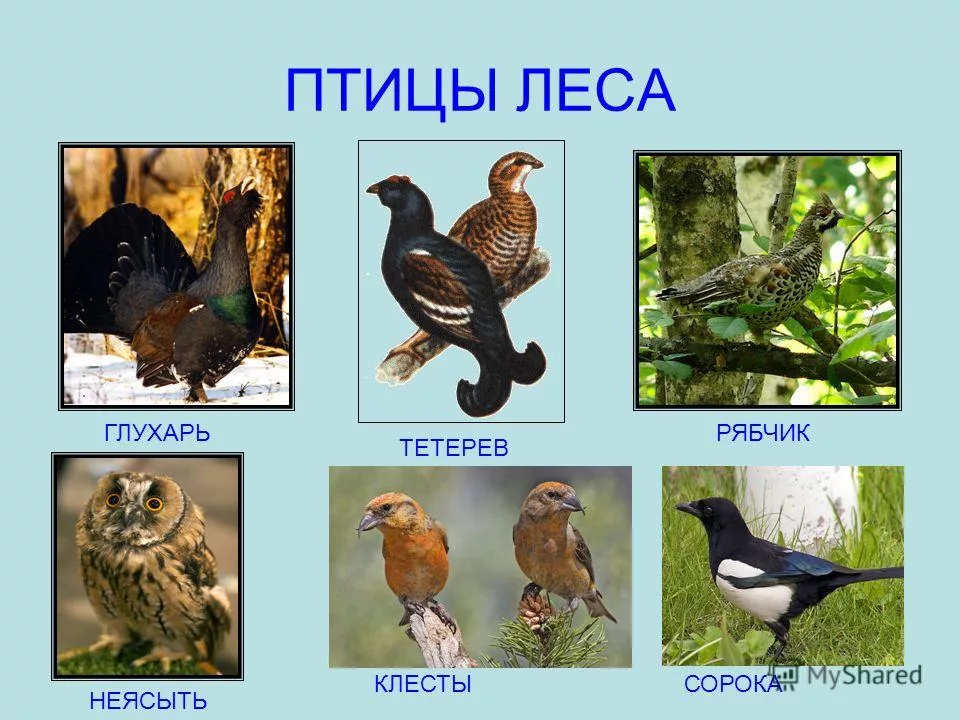 ПТИЦЫ ЛЕСА
ГЛУХАРЬ
ТЕТЕРЕВ
РЯБЧИК
НЕЯСЫТЬ
КЛЕСТЫ
СОРОКА
MyShared